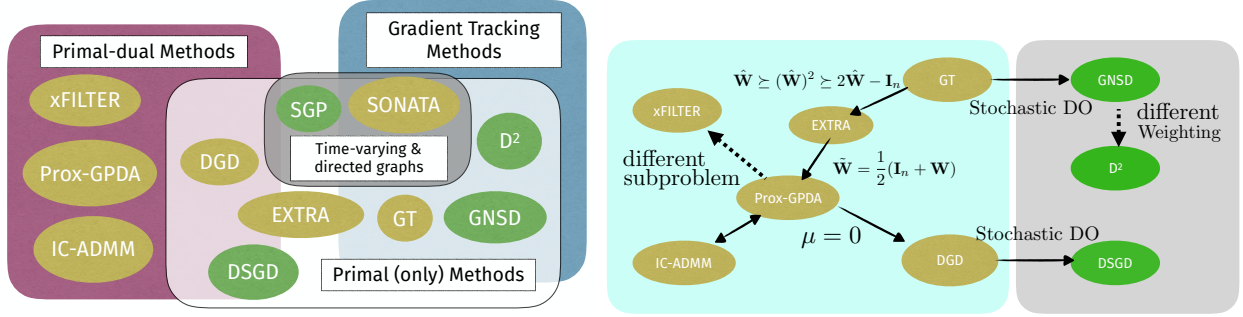 Primal-dual Methods
Gradient Tracking
Methods
xFILTER
SGP
SONATA
Time-varying &
directed graphs
D²
DGD
Prox-GPDA
EXTRA
GT
GNSD
IC-ADMM
DSGD
Primal (only) Methods
Ŵ ⪰ (Ŵ)² ⪰ 2Ŵ − Iₙ
GT
GNSD
Stochastic DO
different
Weighting
xFILTER
EXTRA
different
subproblem
W̃ = 1/2(Iₙ + W)
D²
Prox-GPDA
μ = 0
Stochastic DO
IC-ADMM
DGD
DSGD